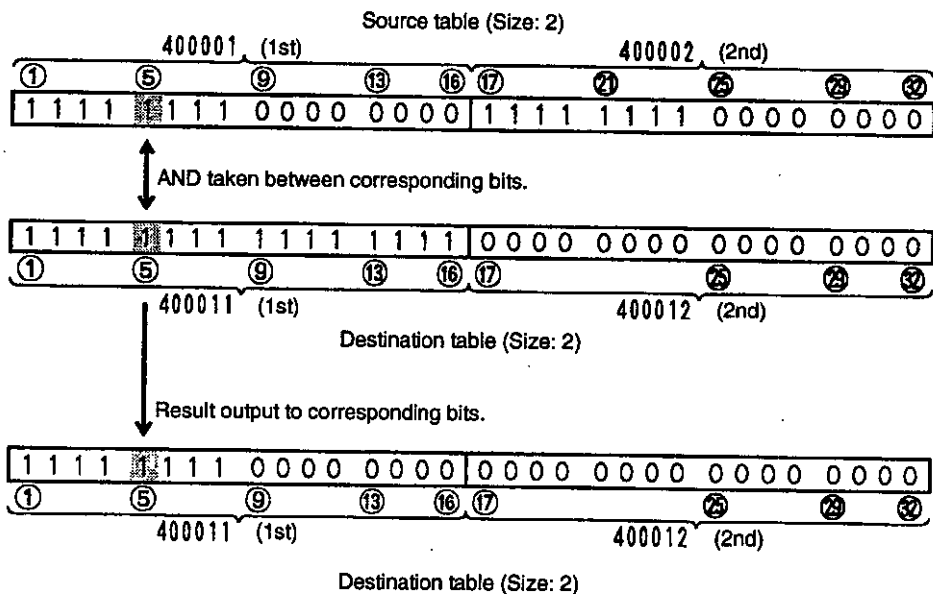 Source table (Size: 2)
400001 (1st) 400002 (2nd)
① ⑤ ⑨ ⑬ ⑯ ⑰ ㉑ ㉕ ㉙ ㉜
1 1 1 1 1 1 1 1 0 0 0 0 0 0 0 0 1 1 1 1 1 1 1 1 0 0 0 0 0 0 0 0
AND taken between corresponding bits.
1 1 1 1 1 1 1 1 1 1 1 1 1 1 1 1 0 0 0 0 0 0 0 0 0 0 0 0 0 0 0 0
① ⑤ ⑨ ⑬ ⑯ ⑰ ㉕ ㉙ ㉜
400011 (1st) 400012 (2nd)
Destination table (Size: 2)
Result output to corresponding bits.
1 1 1 1 1 1 1 1 0 0 0 0 0 0 0 0 0 0 0 0 0 0 0 0 0 0 0 0 0 0 0 0
① ⑤ ⑨ ⑬ ⑯ ⑰ ㉕ ㉙ ㉜
400011 (1st) 400012 (2nd)
Destination table (Size: 2)